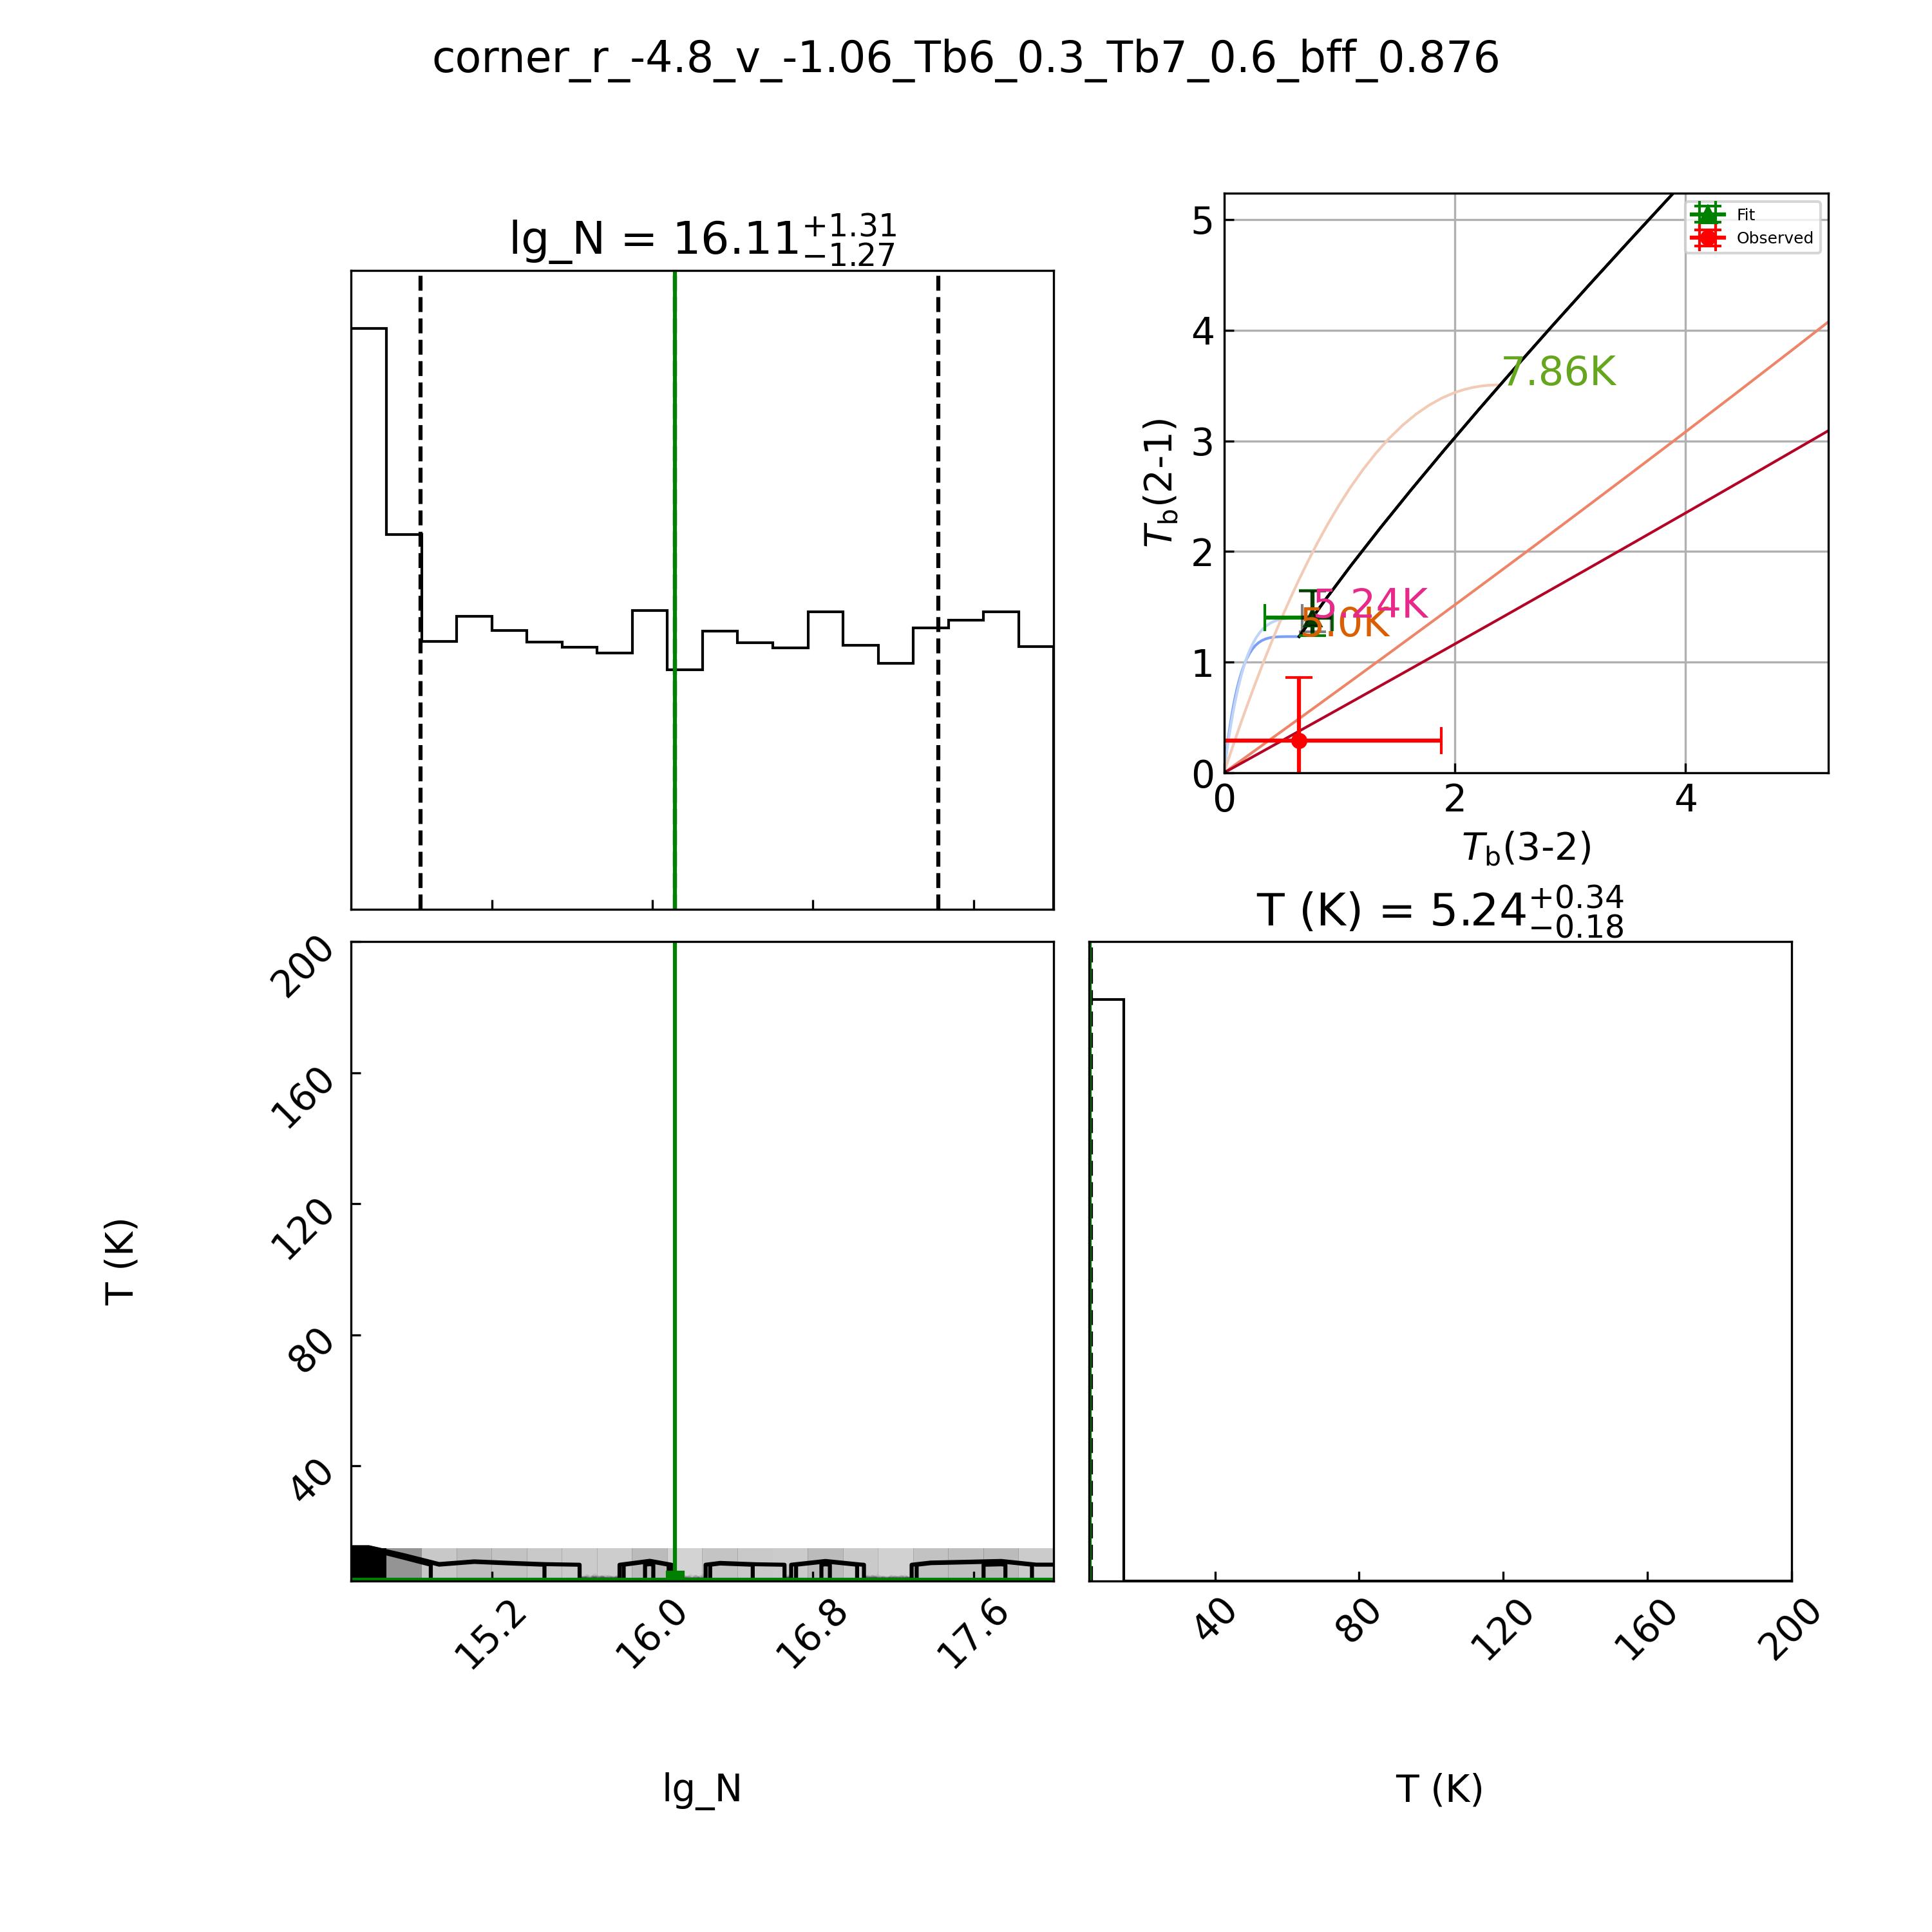 corner_r_-4.8_v_-1.06_Tb6_0.3_Tb7_0.6_bff_0.876
lg_N = 16.11+1.31−1.27
5
4
3
2
1
0
Tb(2-1)
Fit
Observed
7.86K
5.24K
5.0K
0 2 4
Tb(3-2)
T (K) = 5.24+0.34−0.18
200
160
120
80
40
T (K)
15.2 16.0 16.8 17.6
lg_N
40 80 120 160 200
T (K)